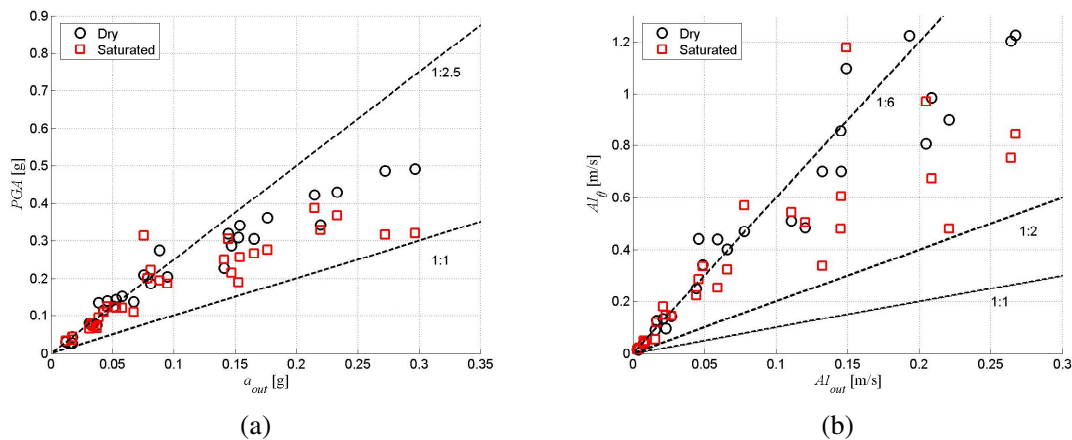 0.9
0.8
0.7
0.6
0.5
0.4
0.3
0.2
0.1
0
PGA [g]
Dry
Saturated
1:2.5
1:1
0 0.05 0.1 0.15 0.2 0.25 0.3 0.35
a_out [g]
(a)
1.2
1
0.8
0.6
0.4
0.2
0
AI_ff [m/s]
Dry
Saturated
1:6
1:2
1:1
0 0.05 0.1 0.15 0.2 0.25 0.3
AI_out [m/s]
(b)